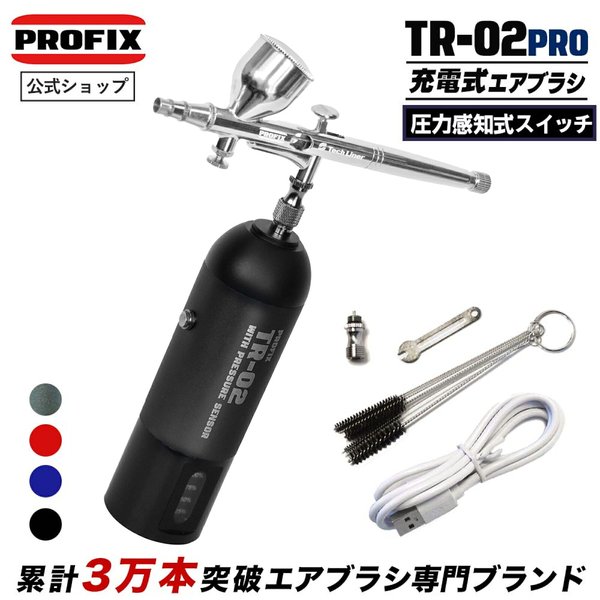 PROFIX
公式ショップ
TR-02PRO
充電式エアブラシ
圧力感知式スイッチ
PROFIX
TechLiner
PROFIX
TR-02
WITH PRESSURE SENSOR
累計3万本突破エアブラシ専門ブランド